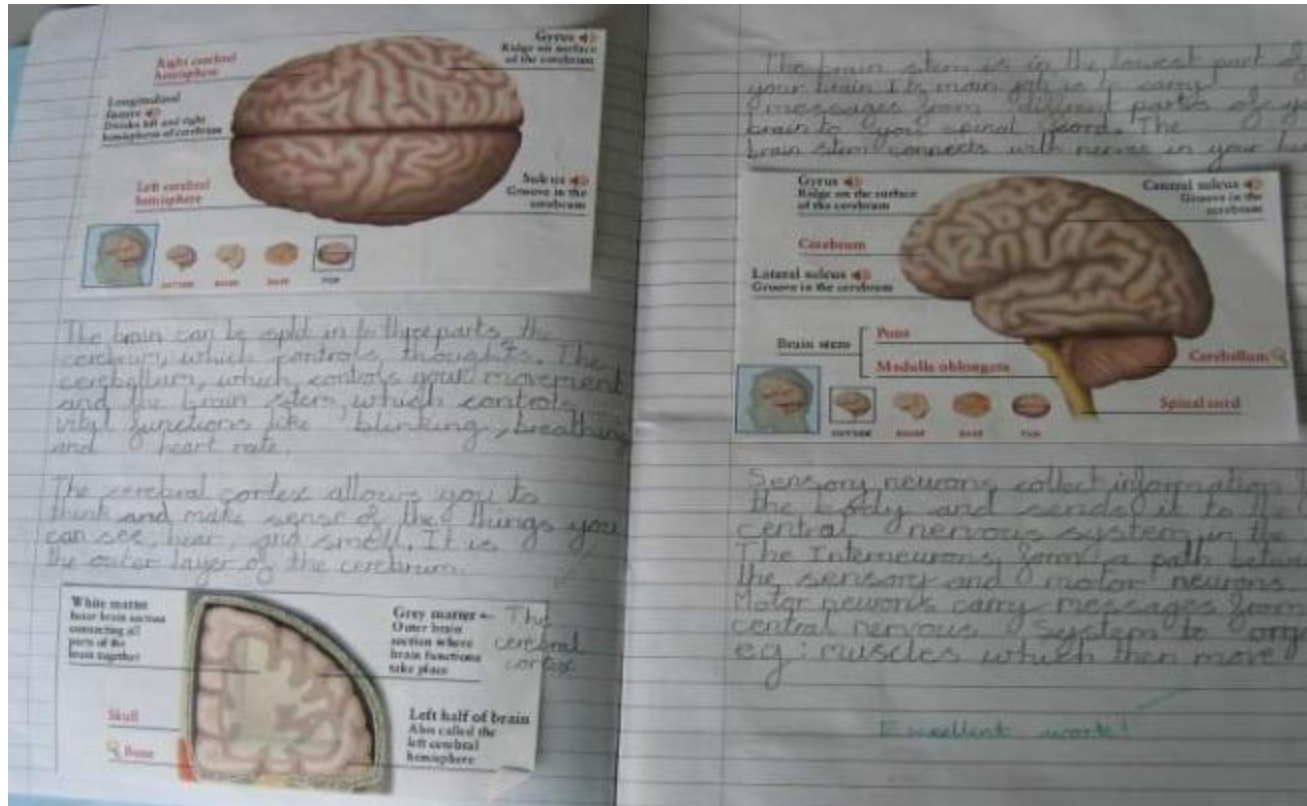 Right cerebral
hemisphere
Gyrus
Ridge on surface
of the cerebrum
Longitudinal
fissure
Divides left and right
hemispheres of cerebrum
Left cerebral
hemisphere
Sulcus
Groove in the
cerebrum
OUTSIDE INSIDE BASE TOP
The brain can be split in to three parts, the
cerebrum, which controls thoughts. The
cerebellum, which controls your movement
and the brain stem, which controls
vital functions like blinking, breathing
and heart rate.
The cerebral cortex allows you to
think and make sense of the things you
can see, hear, and smell. It is
the outer layer of the cerebrum.
White matter
Inner brain section
connecting all
parts of the
brain together
Grey matter
Outer brain
section where
brain functions
take place
The
cerebral
cortex
Skull
Bone
Left half of brain
Also called the
left cerebral
hemisphere
The brain stem is in the lowest part of
your brain Its main job is to carry
messages from different parts of
brain to you spinal cord. The
brain stem connects with nerves in your
Gyrus
Ridge on the surface
of the cerebrum
Central sulcus
Groove in the
cerebrum
Cerebrum
Lateral sulcus
Groove in the cerebrum
Brain stem
Pons
Medulla oblongata
Cerebellum
Spinal cord
OUTSIDE INSIDE BASE TOP
Sensory neurons collect information
the body and sends it to the
central nervous system in the
The Interneurons form a path
the sensory and motor neurons
Motor neurons carry messages from
central nervous system to
eg: muscles which then move
Excellent work!